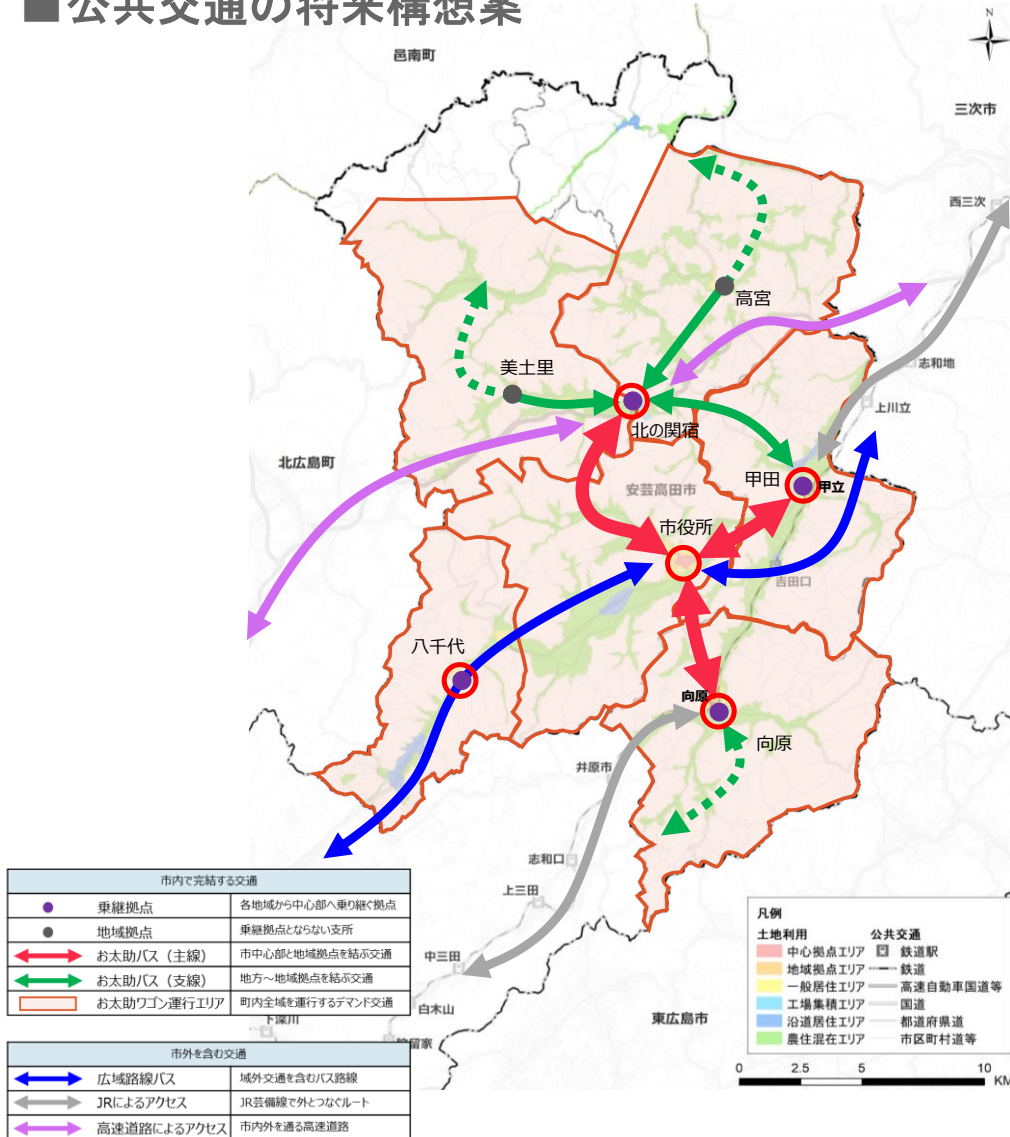 ■公共交通の将来構想案
N
邑南町
三次市
西三次
高宮
志和地
美土里
上川立
北の関宿
北広島町
甲田
甲立
安芸高田市
市役所
吉田口
八千代
向原
向原
井原市
志和口
上三田
中三田
白木山
下深川
東広島市
市内で完結する交通
乗継拠点 各地域から中心部へ乗り継ぐ拠点
地域拠点 乗継拠点とならない支所
お太助バス（主線） 市中心部と地域拠点を結ぶ交通
お太助バス（支線） 地方～地域拠点を結ぶ交通
お太助ワゴン運行エリア 町内全域を運行するデマンド交通
市外を含む交通
広域路線バス 域外交通を含むバス路線
JRによるアクセス JR芸備線で外とつなぐルート
高速道路によるアクセス 市内外を通る高速道路
凡例
土地利用 公共交通
中心拠点エリア 鉄道駅
地域拠点エリア 鉄道
一般居住エリア 高速自動車国道等
工場集積エリア 国道
沿道居住エリア 都道府県道
農住混在エリア 市区町村道等
0 2.5 5 10
KM